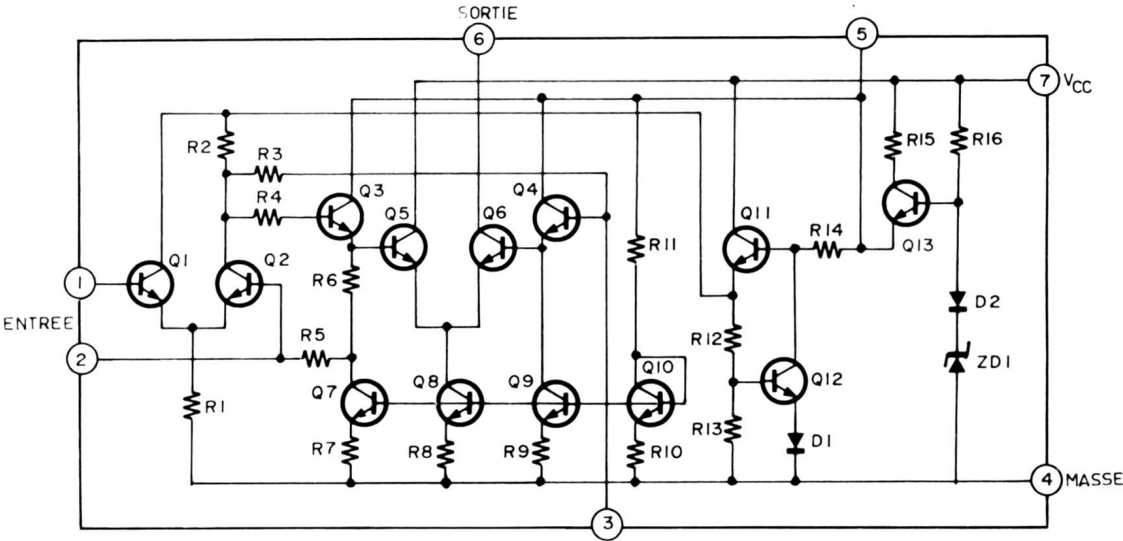 SORTIE
6
5
7 VCC
R2
R3
R4
Q3
Q5
Q6
Q4
R15
R16
Q11
R14
Q13
R11
1
Q1
Q2
R6
ENTREE
2
R5
R12
D2
ZD1
Q7
Q8
Q9
Q10
Q12
R1
R7
R8
R9
R10
R13
D1
4 MASSE
3